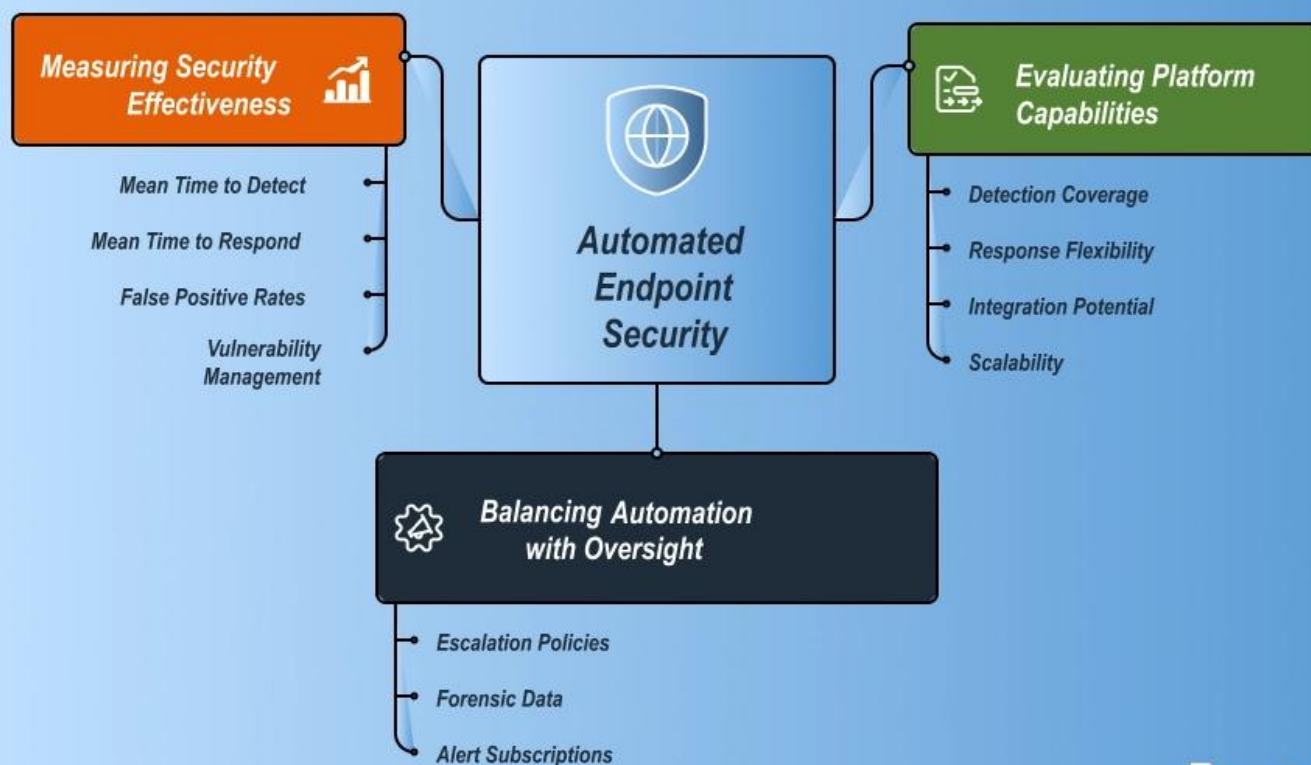 Measuring Security
Effectiveness
Mean Time to Detect
Mean Time to Respond
False Positive Rates
Vulnerability
Management
Automated
Endpoint
Security
Evaluating Platform
Capabilities
Detection Coverage
Response Flexibility
Integration Potential
Scalability
Balancing Automation
with Oversight
Escalation Policies
Forensic Data
Alert Subscriptions